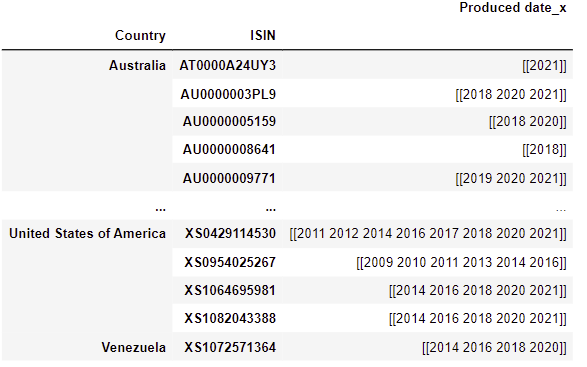 Produced date_x
Country ISIN
Australia AT0000A24UY3 [[2021]]
AU0000003PL9 [[2018 2020 2021]]
AU0000005159 [[2018 2020]]
AU0000008641 [[2018]]
AU0000009771 [[2019 2020 2021]]
... ... ...
United States of America XS0429114530 [[2011 2012 2014 2016 2017 2018 2020 2021]]
XS0954025267 [[2009 2010 2011 2013 2014 2016]]
XS1064695981 [[2014 2016 2018 2020 2021]]
XS1082043388 [[2014 2016 2018 2020 2021]]
Venezuela XS1072571364 [[2014 2016 2018 2020]]